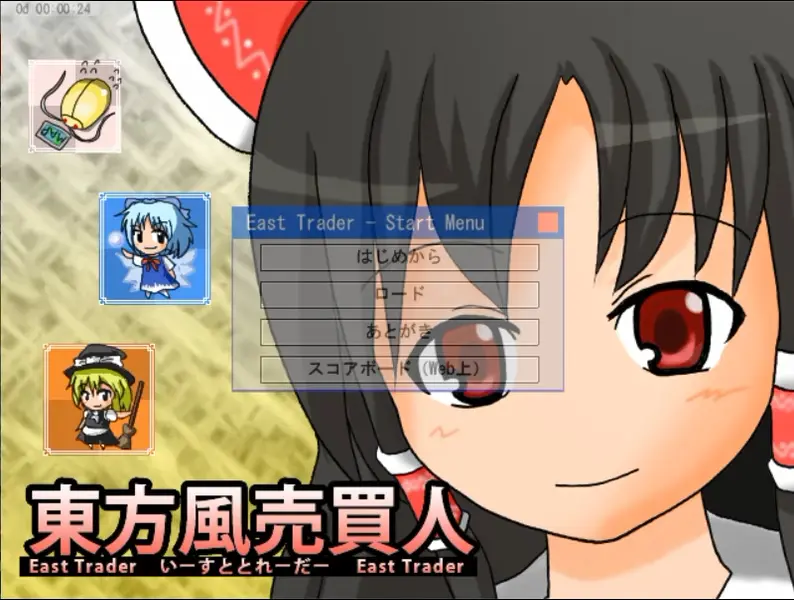 0d 00:00:24
MAP
East Trader - Start Menu
はじめから
ロード
あとがき
スコアボード (Web上)
東方風売買人
East Trader いーすととれーだー East Trader